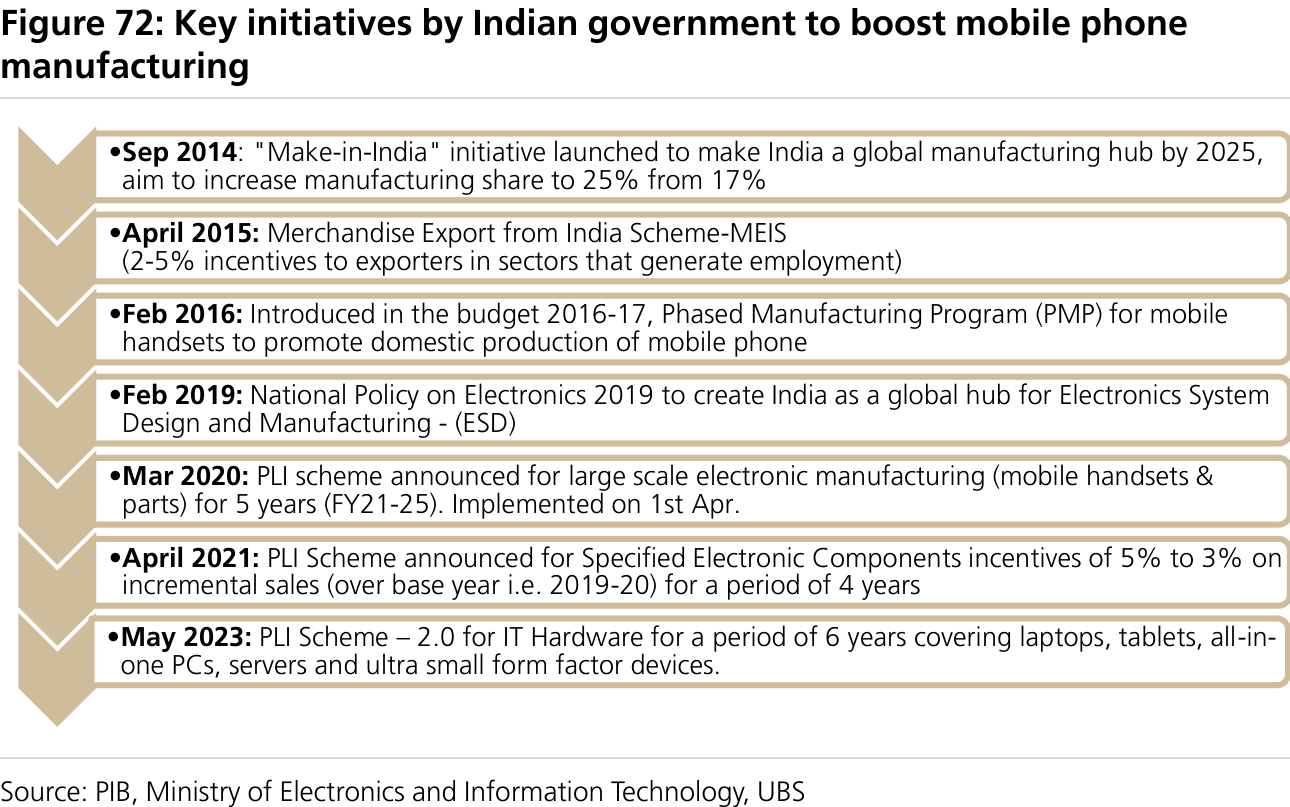 Figure 72: Key initiatives by Indian government to boost mobile phone
manufacturing
•Sep 2014: "Make-in-India" initiative launched to make India a global manufacturing hub by 2025,
aim to increase manufacturing share to 25% from 17%
•April 2015: Merchandise Export from India Scheme-MEIS
(2-5% incentives to exporters in sectors that generate employment)
•Feb 2016: Introduced in the budget 2016-17, Phased Manufacturing Program (PMP) for mobile
handsets to promote domestic production of mobile phone
•Feb 2019: National Policy on Electronics 2019 to create India as a global hub for Electronics System
Design and Manufacturing - (ESD)
•Mar 2020: PLI scheme announced for large scale electronic manufacturing (mobile handsets &
parts) for 5 years (FY21-25). Implemented on 1st Apr.
•April 2021: PLI Scheme announced for Specified Electronic Components incentives of 5% to 3% on
incremental sales (over base year i.e. 2019-20) for a period of 4 years
•May 2023: PLI Scheme – 2.0 for IT Hardware for a period of 6 years covering laptops, tablets, all-in-
one PCs, servers and ultra small form factor devices.
Source: PIB, Ministry of Electronics and Information Technology, UBS